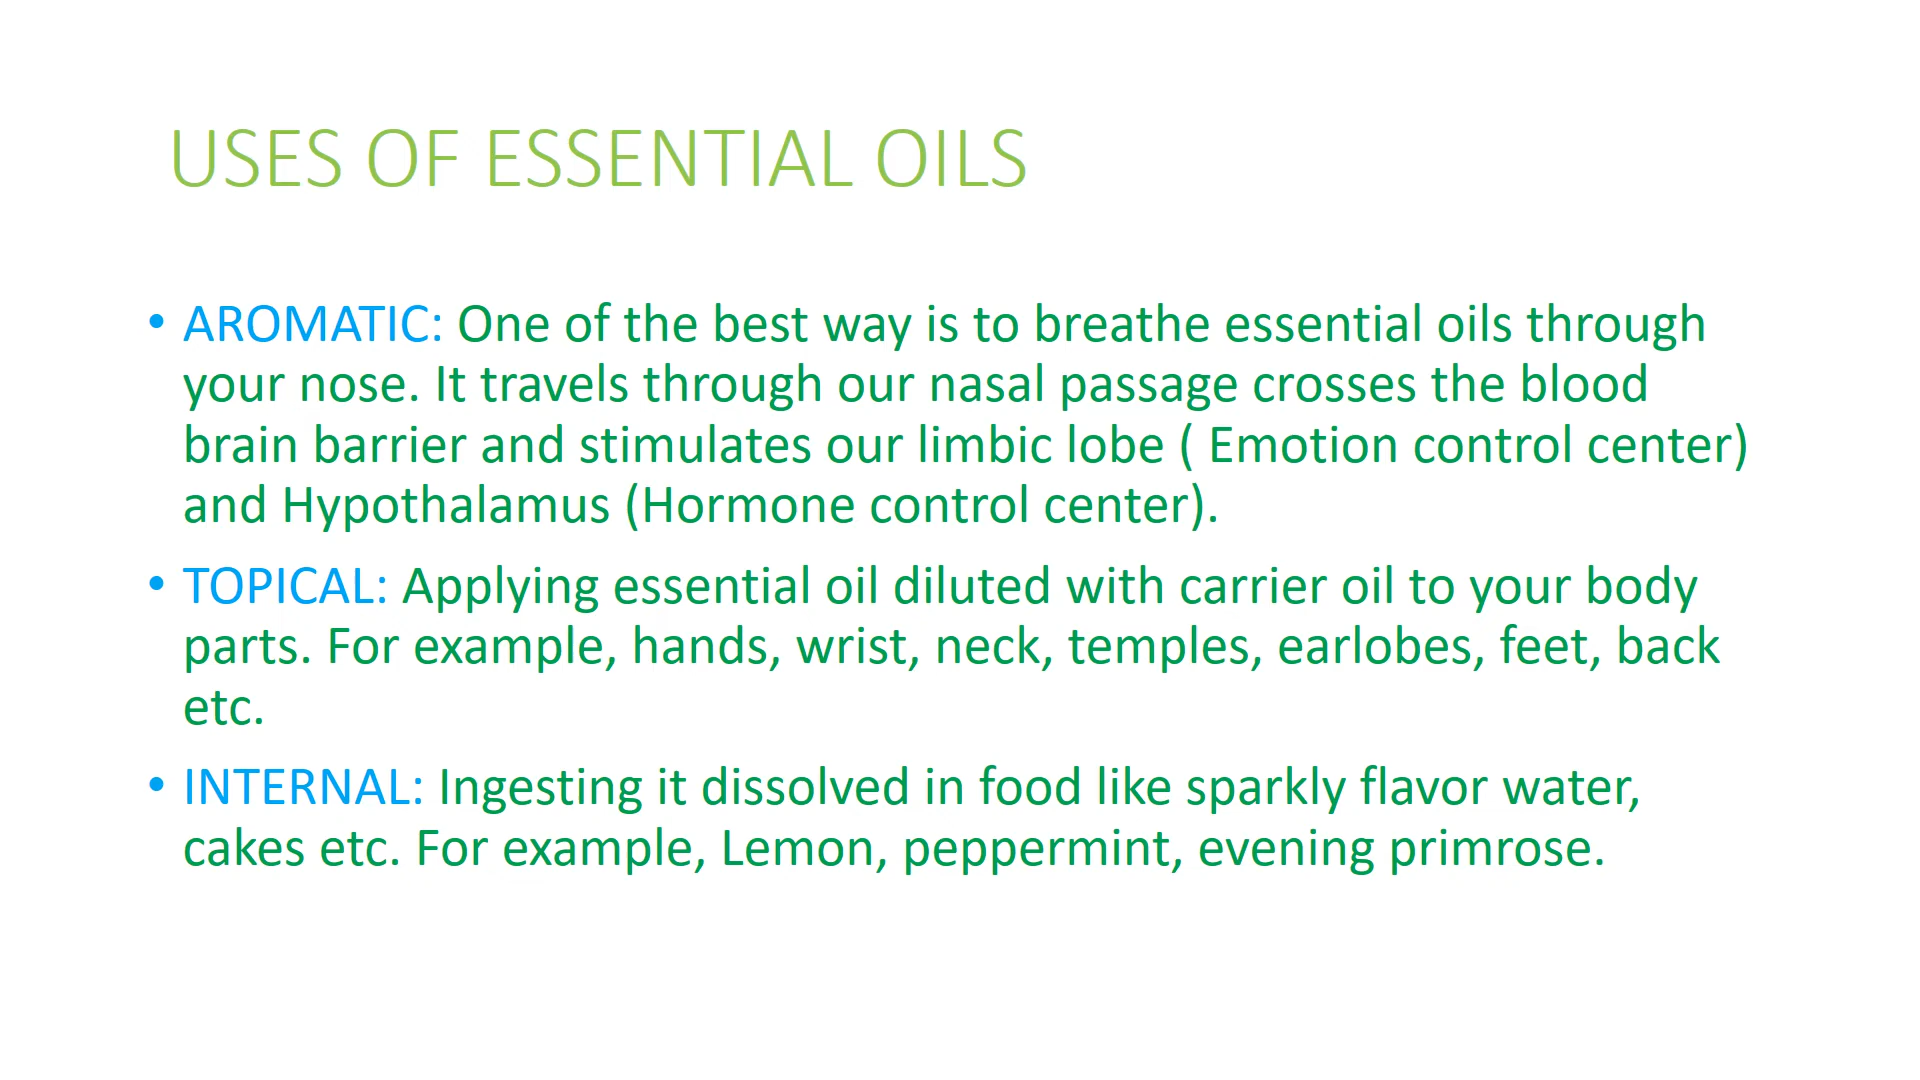 USES OF ESSENTIAL OILS
• AROMATIC: One of the best way is to breathe essential oils through
your nose. It travels through our nasal passage crosses the blood
brain barrier and stimulates our limbic lobe ( Emotion control center)
and Hypothalamus (Hormone control center).
• TOPICAL: Applying essential oil diluted with carrier oil to your body
parts. For example, hands, wrist, neck, temples, earlobes, feet, back
etc.
• INTERNAL: Ingesting it dissolved in food like sparkly flavor water,
cakes etc. For example, Lemon, peppermint, evening primrose.